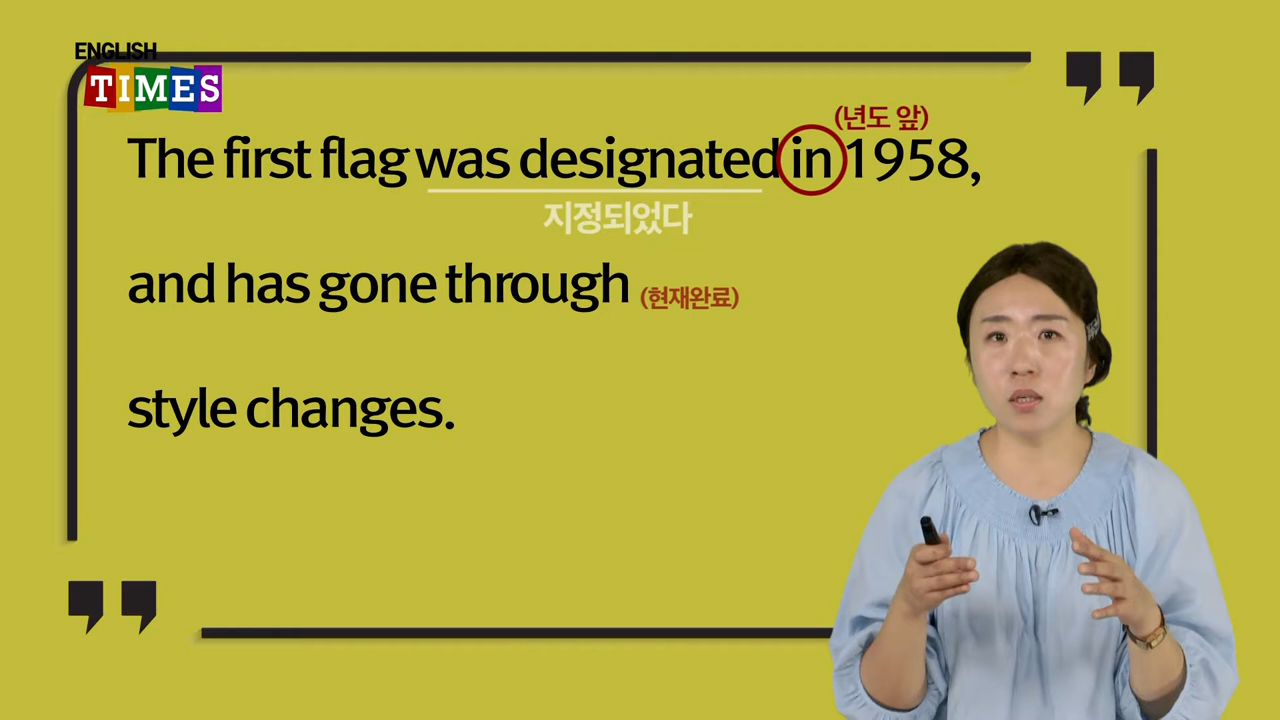 ENGLISH
TIMES
(년도 앞)
The first flag was designated in 1958,
지정되었다
and has gone through (현재완료)
style changes.